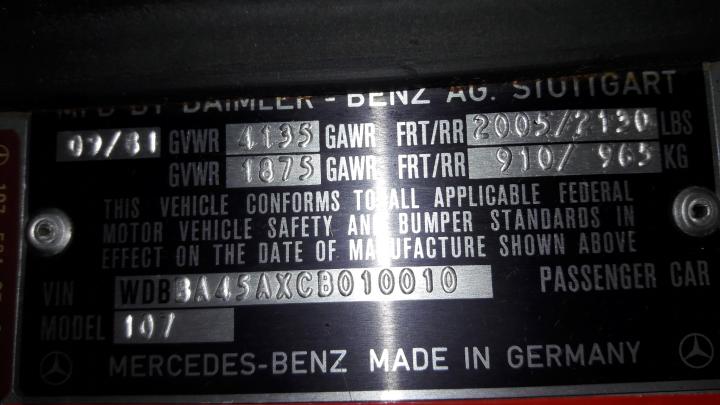 MFD BY DAIMLER - BENZ AG. STUTTGART
09/81 GVWR 4135 GAWR FRT/RR 2005/2130 LBS
GVWR 1875 GAWR FRT/RR 910/ 965 KG
THIS VEHICLE CONFORMS TO ALL APPLICABLE FEDERAL
MOTOR VEHICLE SAFETY AND BUMPER STANDARDS IN
EFFECT ON THE DATE OF MANUFACTURE SHOWN ABOVE
VIN WDBBA45AXCB010010 PASSENGER CAR
MODEL 107
MERCEDES-BENZ MADE IN GERMANY